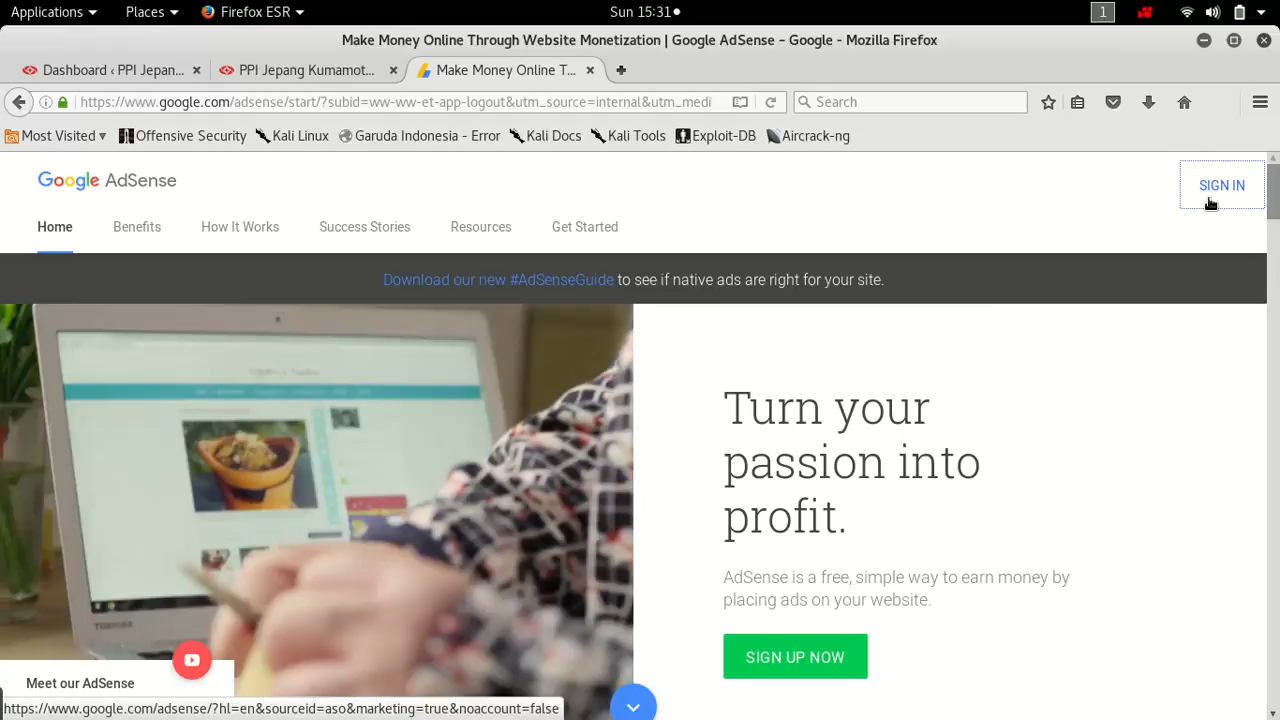 Applications Places Firefox ESR Sun 15:31 1
Make Money Online Through Website Monetization | Google AdSense – Google - Mozilla Firefox
Dashboard ‹ PPI Jepan... PPI Jepang Kumamot... Make Money Online T...
https://www.google.com/adsense/start/?subid=ww-ww-et-app-logout&utm_source=internal&utm_medi Search
Most Visited Offensive Security Kali Linux Garuda Indonesia - Error Kali Docs Kali Tools Exploit-DB Aircrack-ng
Google AdSense
SIGN IN
Home Benefits How It Works Success Stories Resources Get Started
Download our new #AdSenseGuide to see if native ads are right for your site.
Turn your
passion into
profit.
AdSense is a free, simple way to earn money by
placing ads on your website.
SIGN UP NOW
TOSHIBA
Meet our AdSense
https://www.google.com/adsense/?hl=en&sourceid=aso&marketing=true&noaccount=false